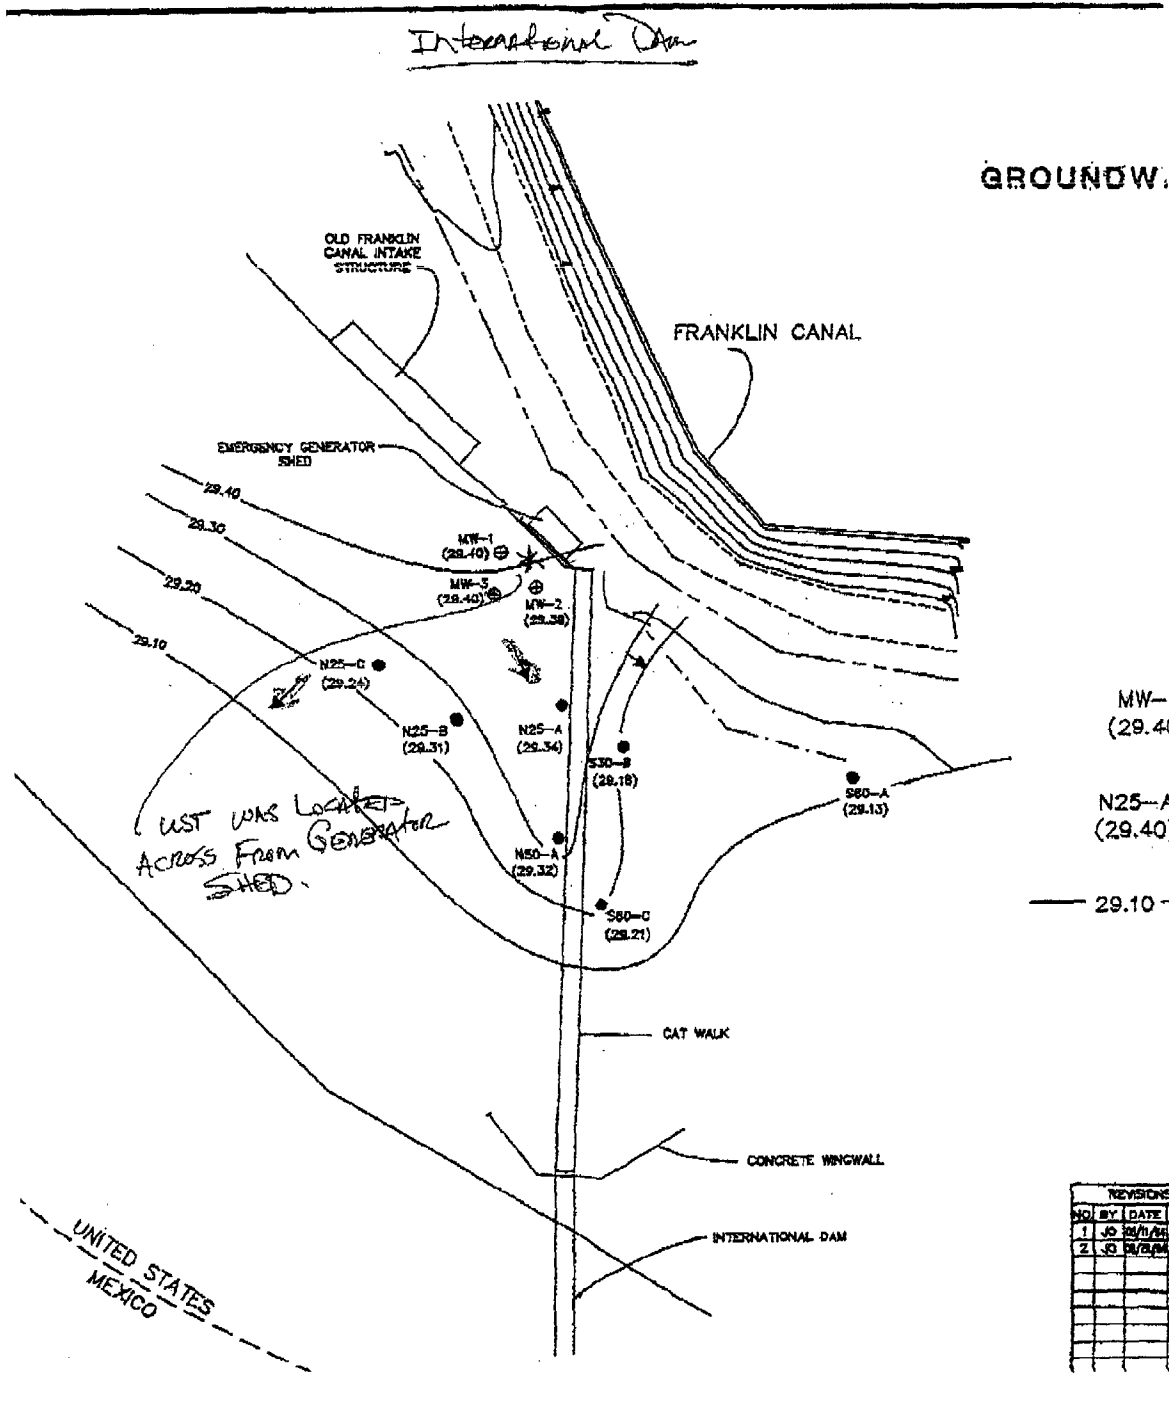 International Dam
GROUNDW
OLD FRANKLIN
CANAL INTAKE
STRUCTURE
FRANKLIN CANAL
EMERGENCY GENERATOR
SHED
29.40
29.30
29.20
29.10
MW-1
(29.40)
MW-3
(29.40)
MW-2
(29.38)
N25-C
(29.24)
N25-B
(29.31)
N25-A
(29.34)
S30-B
(29.18)
S60-A
(29.13)
N50-A
(29.32)
S60-C
(29.21)
UST WAS LOCATED
ACROSS FROM GENERATOR
SHED.
MW-
(29.40
N25-A
(29.40)
29.10
CAT WALK
CONCRETE WINGWALL
INTERNATIONAL DAM
UNITED STATES
MEXICO
REVISIONS
NO BY DATE
1 JO
2 JO